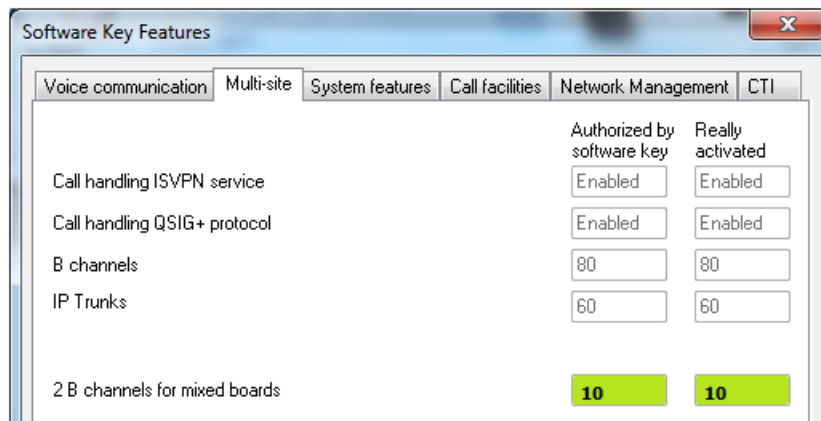 Software Key Features
X
Voice communication Multi-site System features Call facilities Network Management CTI
Authorized by software key Really activated
Call handling ISVPN service Enabled Enabled
Call handling QSIG+ protocol Enabled Enabled
B channels 80 80
IP Trunks 60 60
2 B channels for mixed boards 10 10